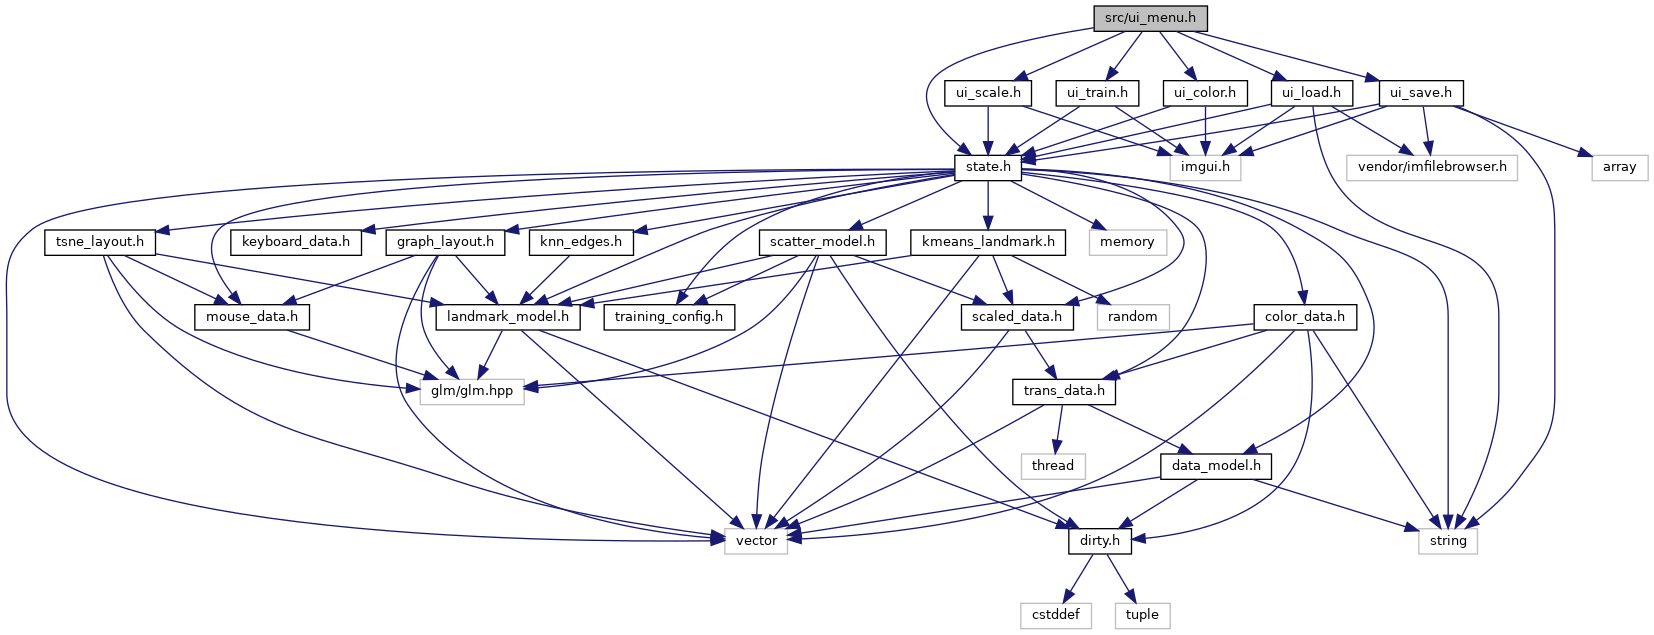 src/ui_menu.h
ui_scale.h
ui_train.h
ui_color.h
ui_load.h
ui_save.h
state.h
imgui.h
vendor/imfilebrowser.h
array
tsne_layout.h
keyboard_data.h
graph_layout.h
knn_edges.h
scatter_model.h
kmeans_landmark.h
memory
mouse_data.h
landmark_model.h
training_config.h
scaled_data.h
random
color_data.h
glm/glm.hpp
trans_data.h
thread
data_model.h
vector
dirty.h
string
cstddef
tuple